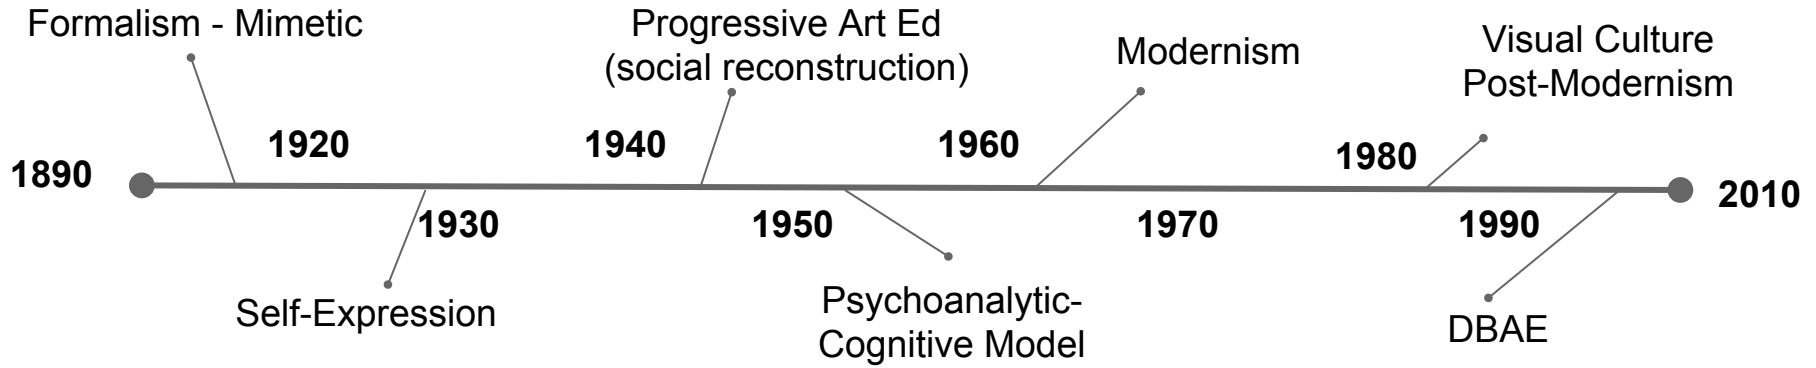 Formalism - Mimetic
Progressive Art Ed
(social reconstruction)
Modernism
Visual Culture
Post-Modernism
1890
1920
1940
1960
1980
2010
1930
1950
1970
1990
Self-Expression
Psychoanalytic-
Cognitive Model
DBAE